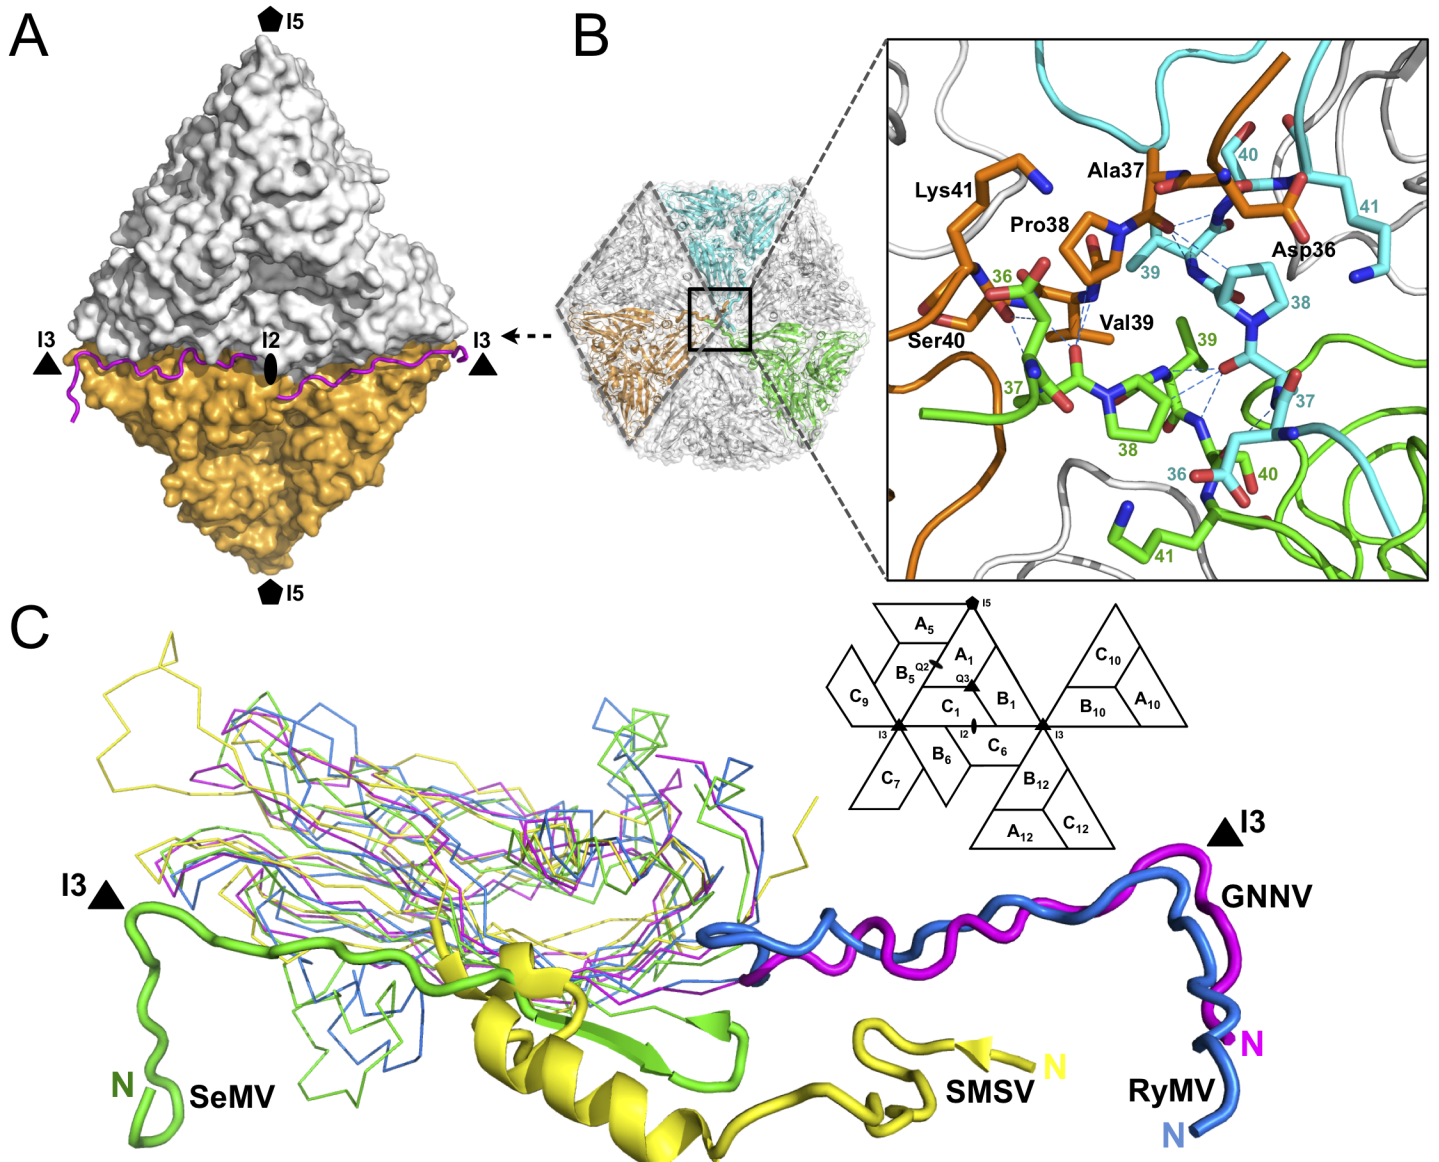 A
I5
I3
I2
I3
I5
B
Lys41
Ala37
Pro38
Asp36
Val39
Ser40
40
41
39
38
37
36
36
37
38
39
40
41
C
I5
A5
A1
Q2
B5
Q3
C9
C1
B1
I3
I2
I3
B6
C6
C7
C10
B10
A10
B12
A12
C12
I3
N
SeMV
SMSV
N
I3
GNNV
N
RyMV
N